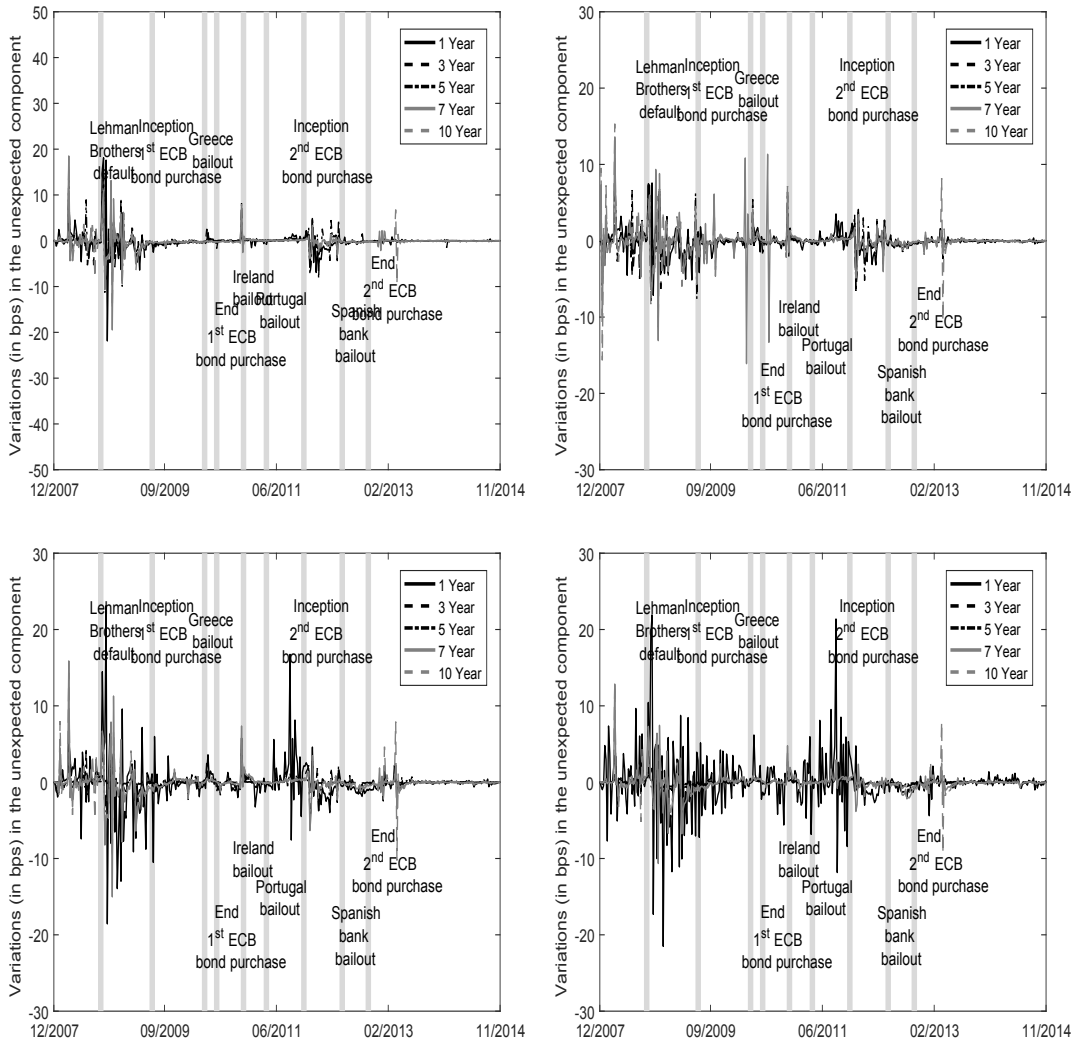 Variations (in bps) in the unexpected component
50
40
30
20
10
0
-10
-20
-30
-40
-50
12/2007
09/2009
06/2011
02/2013
11/2014
1 Year
3 Year
5 Year
7 Year
10 Year
Lehman
Brothers
default
Inception
1st ECB
bond purchase
Greece
bailout
Inception
2nd ECB
bond purchase
End
1st ECB
bond purchase
Ireland
bailout
Portugal
bailout
Spanish
bank
bailout
End
2nd ECB
bond purchase
Variations (in bps) in the unexpected component
30
20
10
0
-10
-20
-30
12/2007
09/2009
06/2011
02/2013
11/2014
1 Year
3 Year
5 Year
7 Year
10 Year
Lehman
Brothers
default
Inception
1st ECB
bond purchase
Greece
bailout
Inception
2nd ECB
bond purchase
End
1st ECB
bond purchase
Ireland
bailout
Portugal
bailout
Spanish
bank
bailout
End
2nd ECB
bond purchase
Variations (in bps) in the unexpected component
30
20
10
0
-10
-20
-30
12/2007
09/2009
06/2011
02/2013
11/2014
1 Year
3 Year
5 Year
7 Year
10 Year
Lehman
Brothers
default
Inception
1st ECB
bond purchase
Greece
bailout
Inception
2nd ECB
bond purchase
End
1st ECB
bond purchase
Ireland
bailout
Portugal
bailout
Spanish
bank
bailout
End
2nd ECB
bond purchase
Variations (in bps) in the unexpected component
30
20
10
0
-10
-20
-30
12/2007
09/2009
06/2011
02/2013
11/2014
1 Year
3 Year
5 Year
7 Year
10 Year
Lehman
Brothers
default
Inception
1st ECB
bond purchase
Greece
bailout
Inception
2nd ECB
bond purchase
End
1st ECB
bond purchase
Ireland
bailout
Portugal
bailout
Spanish
bank
bailout
End
2nd ECB
bond purchase